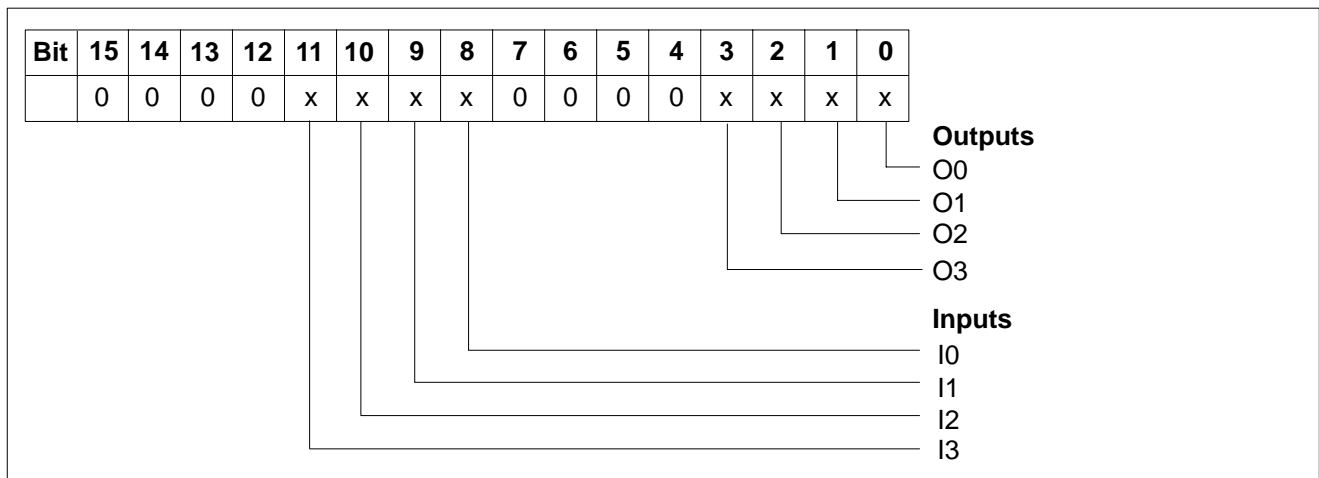 Bit 15 14 13 12 11 10 9 8 7 6 5 4 3 2 1 0
0 0 0 0 x x x x 0 0 0 0 x x x x
Outputs
O0
O1
O2
O3
Inputs
I0
I1
I2
I3